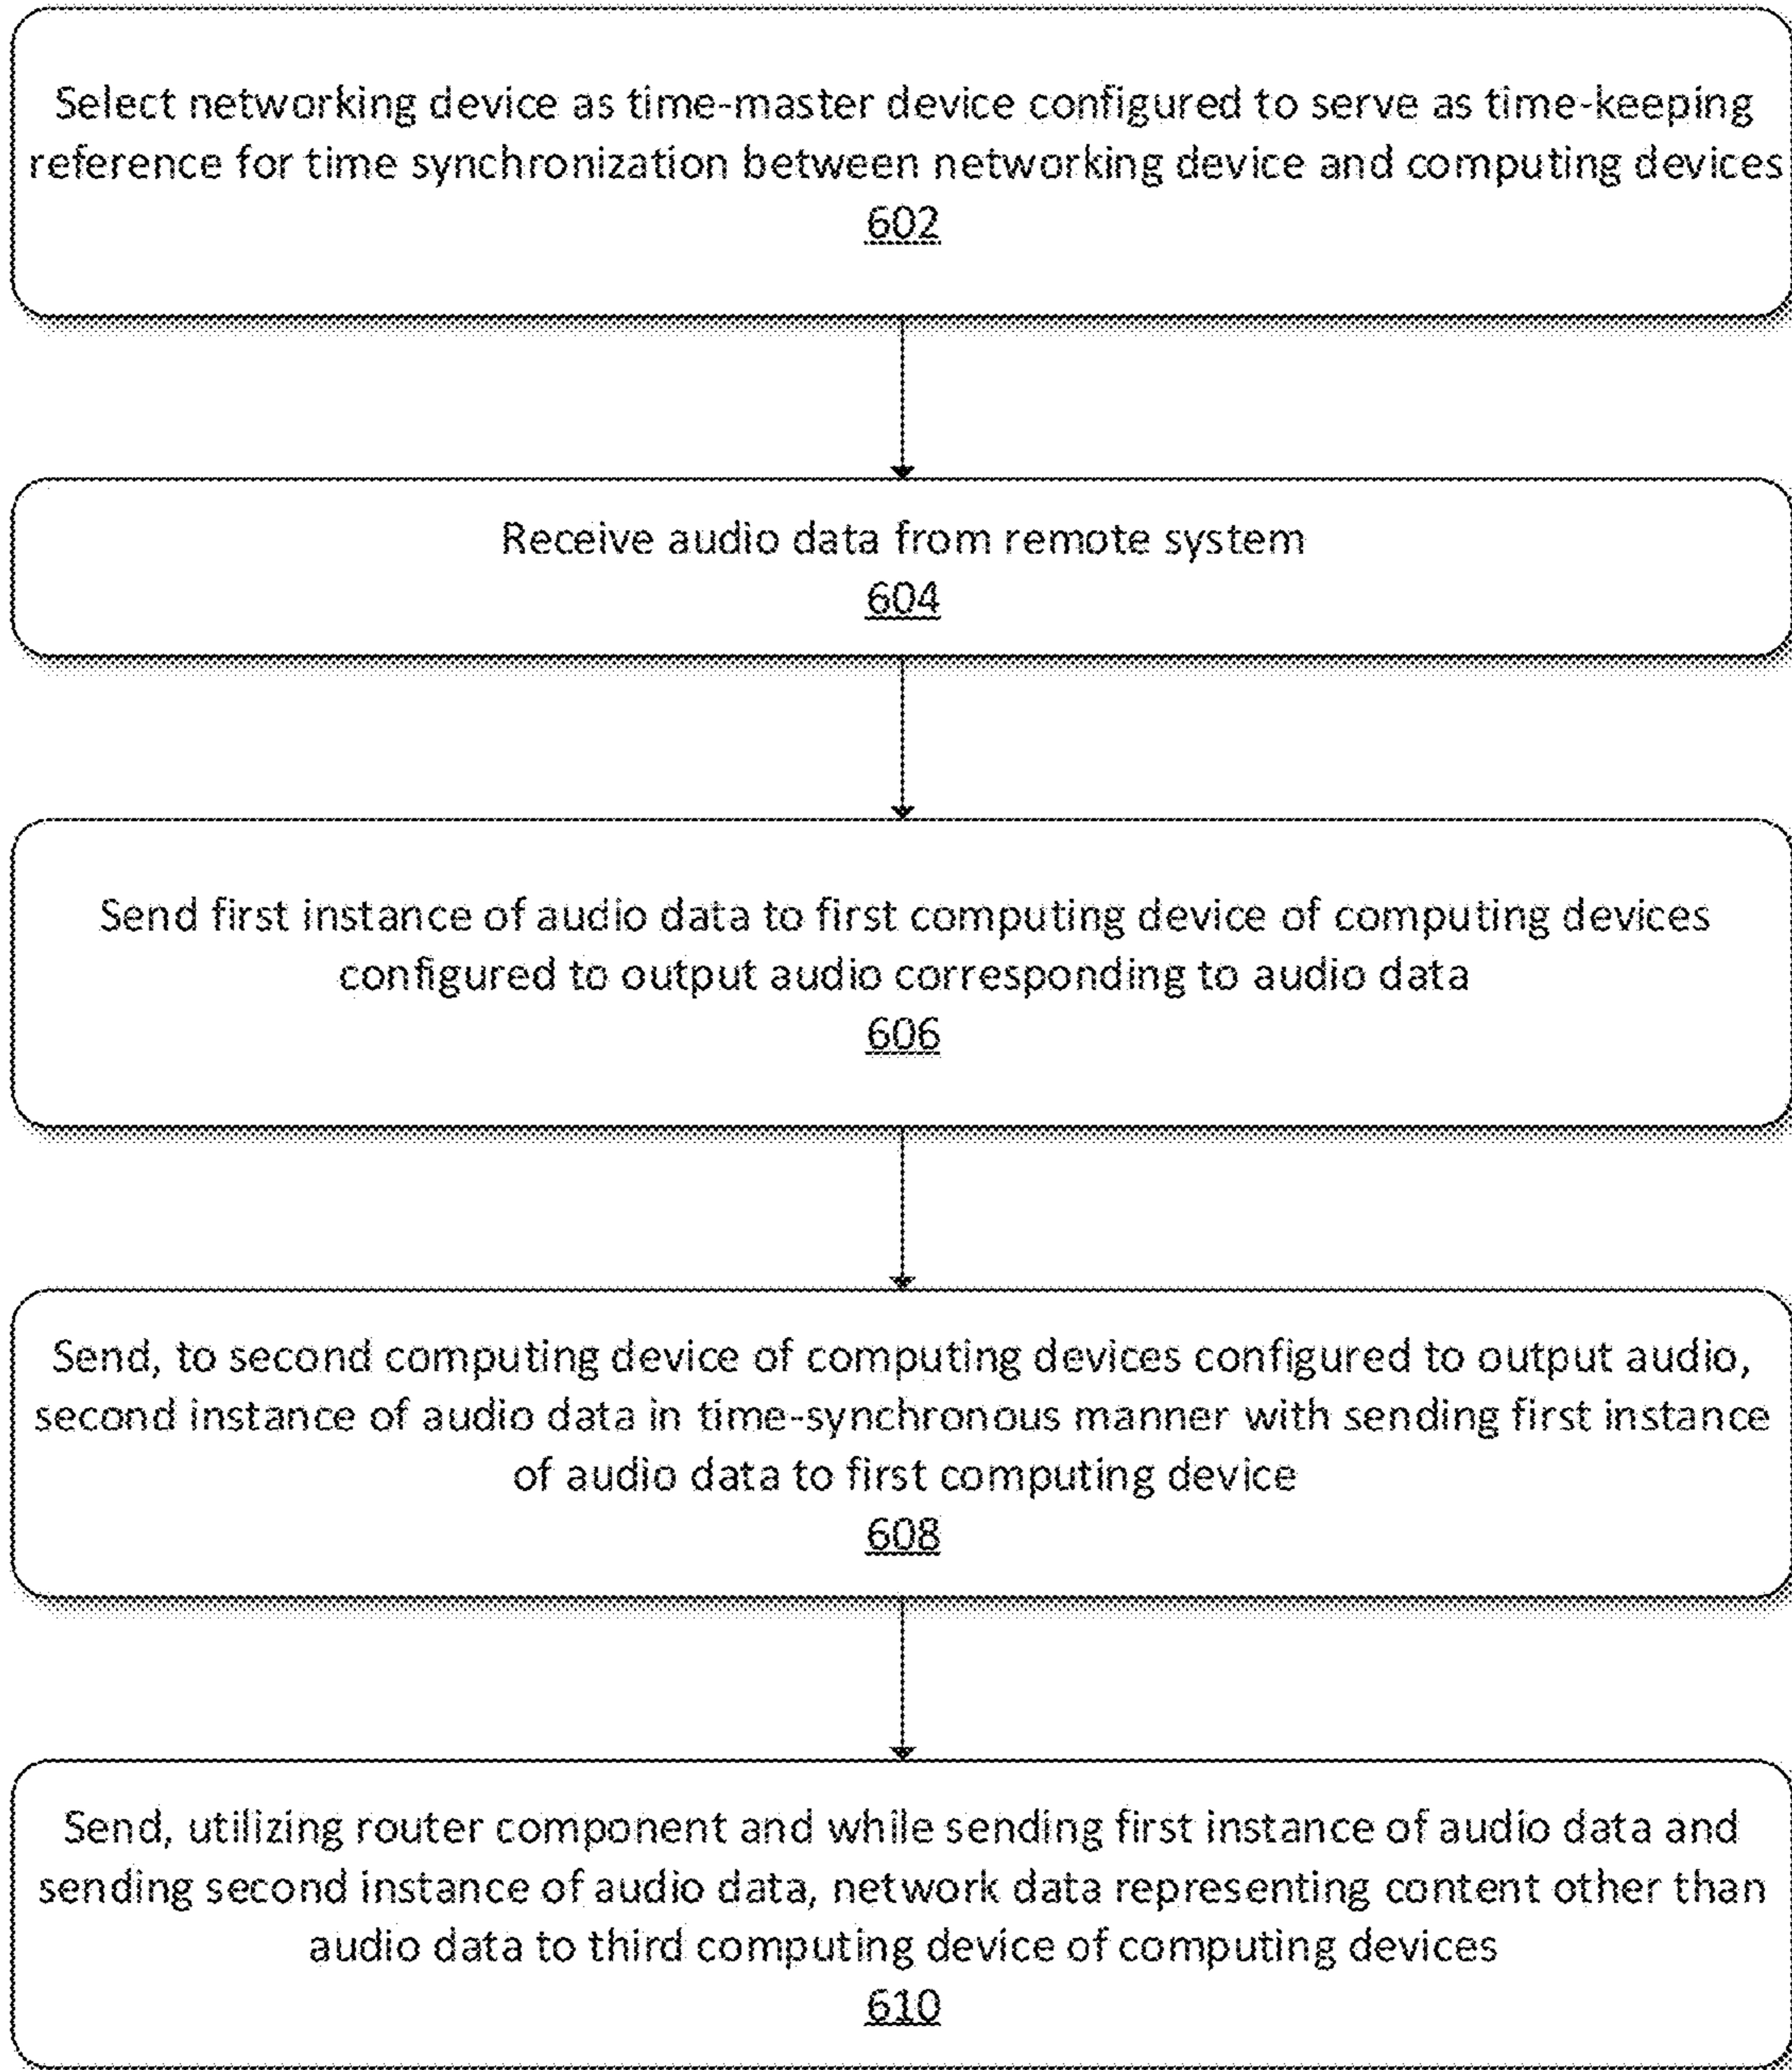 Select networking device as time-master device configured to serve as time-keeping
reference for time synchronization between networking device and computing devices
602
Receive audio data from remote system
604
Send first instance of audio data to first computing device of computing devices
configured to output audio corresponding to audio data
606
Send, to second computing device of computing devices configured to output audio,
second instance of audio data in time-synchronous manner with sending first instance
of audio data to first computing device
608
Send, utilizing router component and while sending first instance of audio data and
sending second instance of audio data, network data representing content other than
audio data to third computing device of computing devices
610